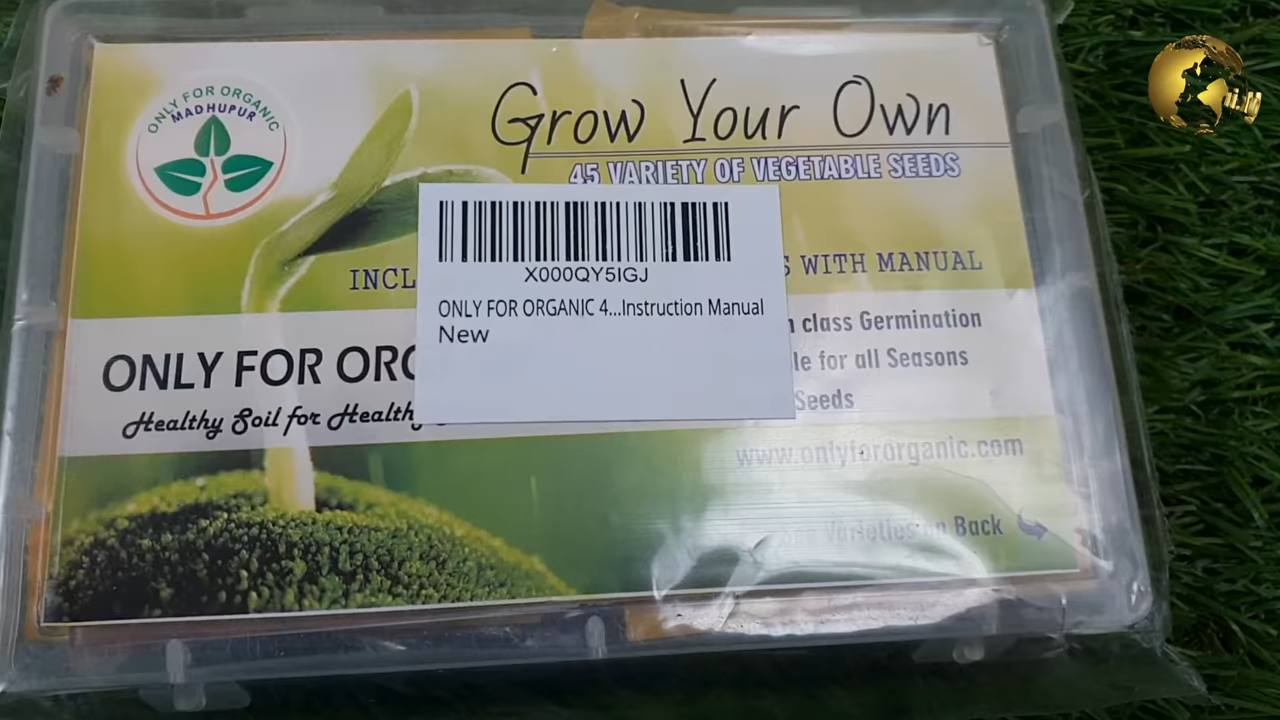 ONLY FOR ORGANIC
MADHUPUR
Grow Your Own
45 VARIETY OF VEGETABLE SEEDS
X000QY5IGJ
ONLY FOR ORGANIC 4...Instruction Manual
New
INCL
WITH MANUAL
class Germination
ONLY FOR ORG
le for all Seasons
Healthy Soil for Health
Seeds
www.onlyfororganic.com
See Varieties on Back